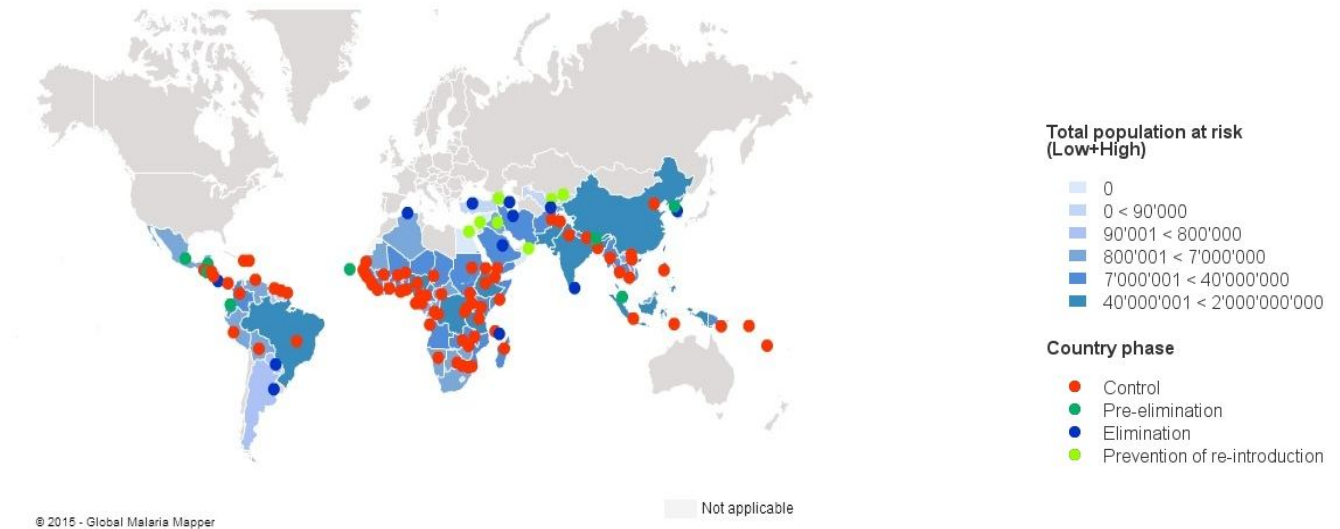 Total population at risk
(Low+High)
0
0 < 90'000
90'001 < 800'000
800'001 < 7'000'000
7'000'001 < 40'000'000
40'000'001 < 2'000'000'000
Country phase
Control
Pre-elimination
Elimination
Prevention of re-introduction
Not applicable
© 2015 - Global Malaria Mapper